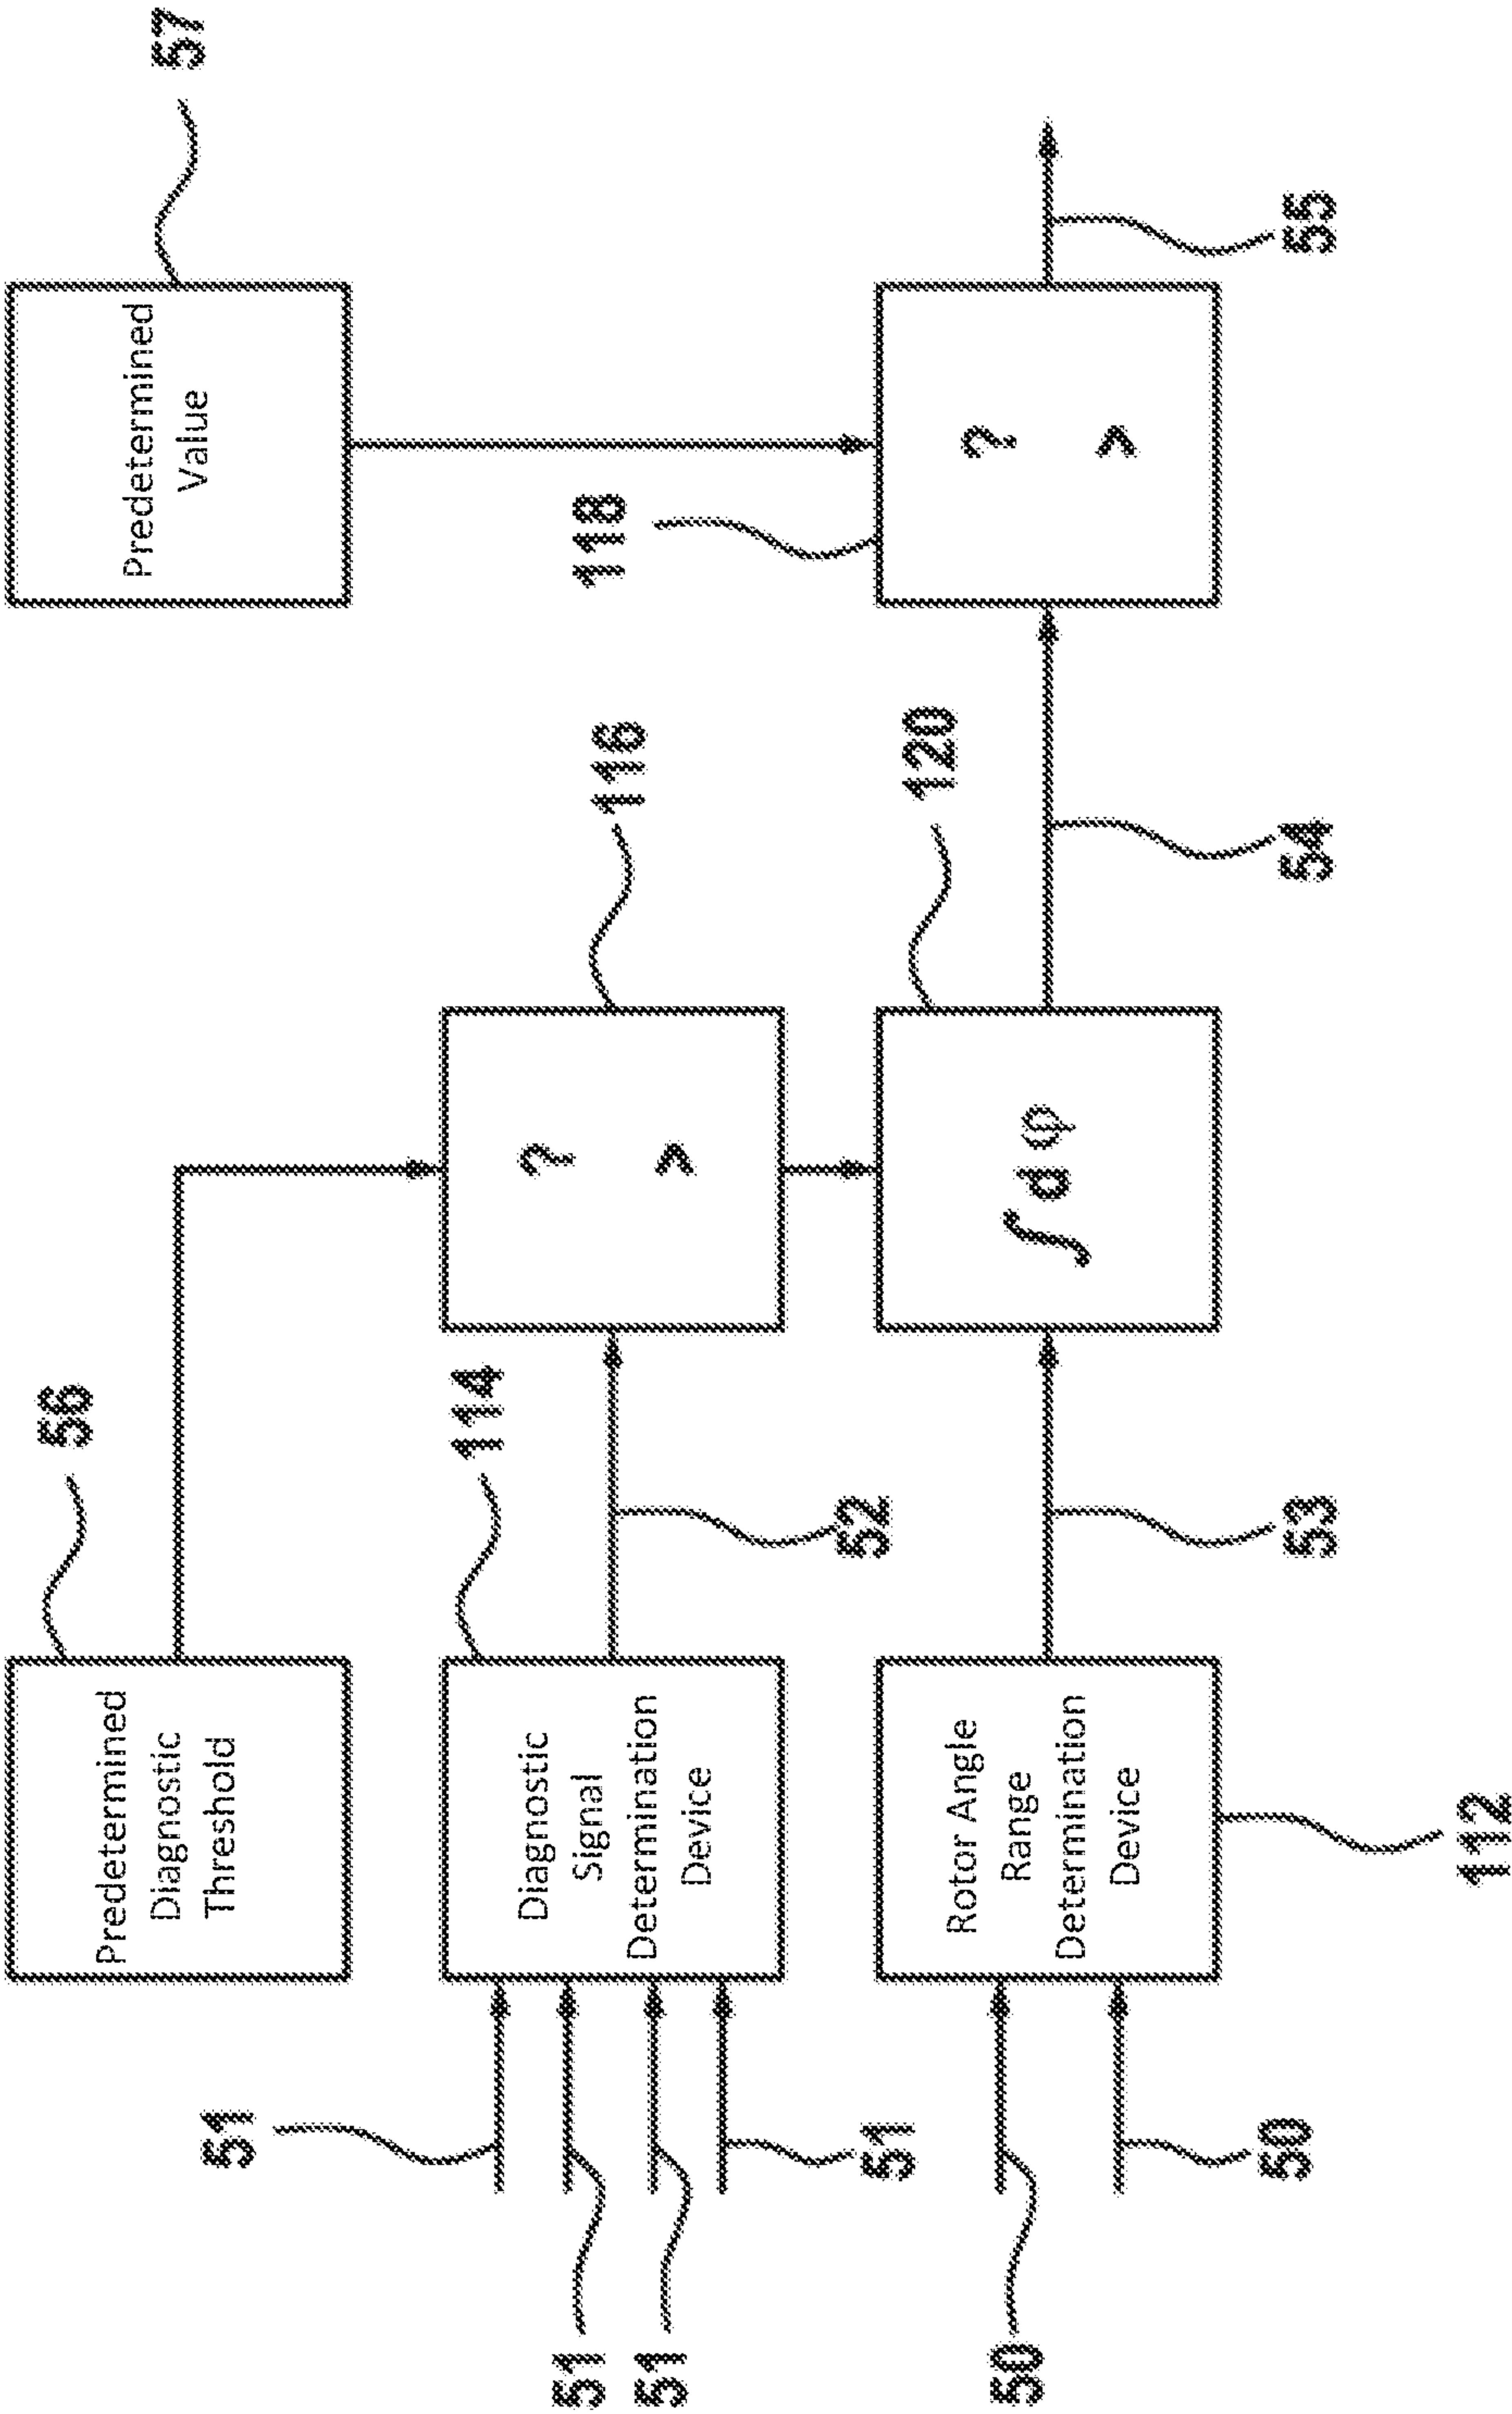 56
57
Predetermined
Diagnostic
Threshold
Predetermined
Value
51
114
116
118
51
51
51
Diagnostic
Signal
Determination
Device
52
?
>
120
50
50
Rotor Angle
Range
Determination
Device
112
53
∫ d φ
54
?
>
55